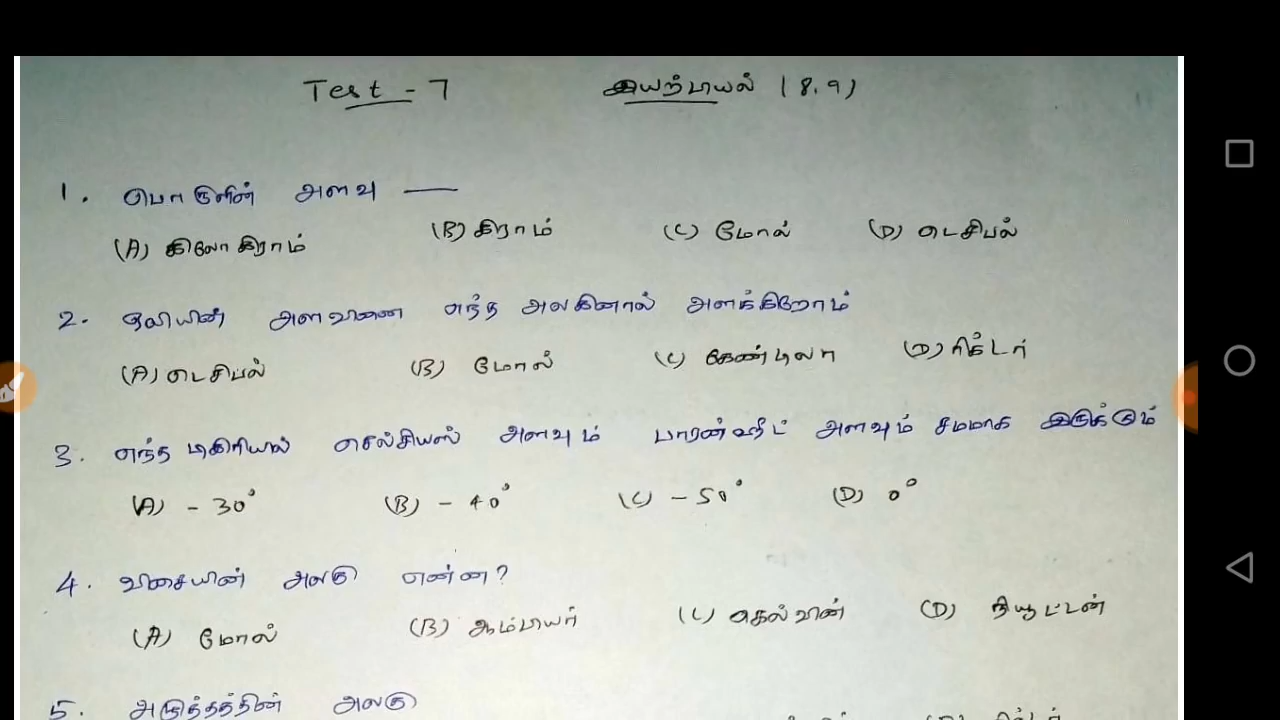 Test - 7 இயற்பியல் (8,9)
1. பொருளின் அளவு ——
(A) கிலோகிராம் (B) கிராம் (C) மோல் (D) டெசிபல்
2. ஒலியின் அளவினை எந்த அலகினால் அளக்கிறோம்
(A) டெசிபல் (B) மோல் (C) கேண்டிலா (D) ரிக்டர்
3. எந்த டிகிரியில் செல்சியஸ் அளவும் பாரன்ஹீட் அளவும் சமமாக இருக்கும்
(A) - 30° (B) - 40° (C) - 50° (D) 0°
4. விசையின் அலகு என்ன?
(A) மோல் (B) ஆம்பியர் (C) கெல்வின் (D) நியூட்டன்
5. அழுத்தத்தின் அலகு